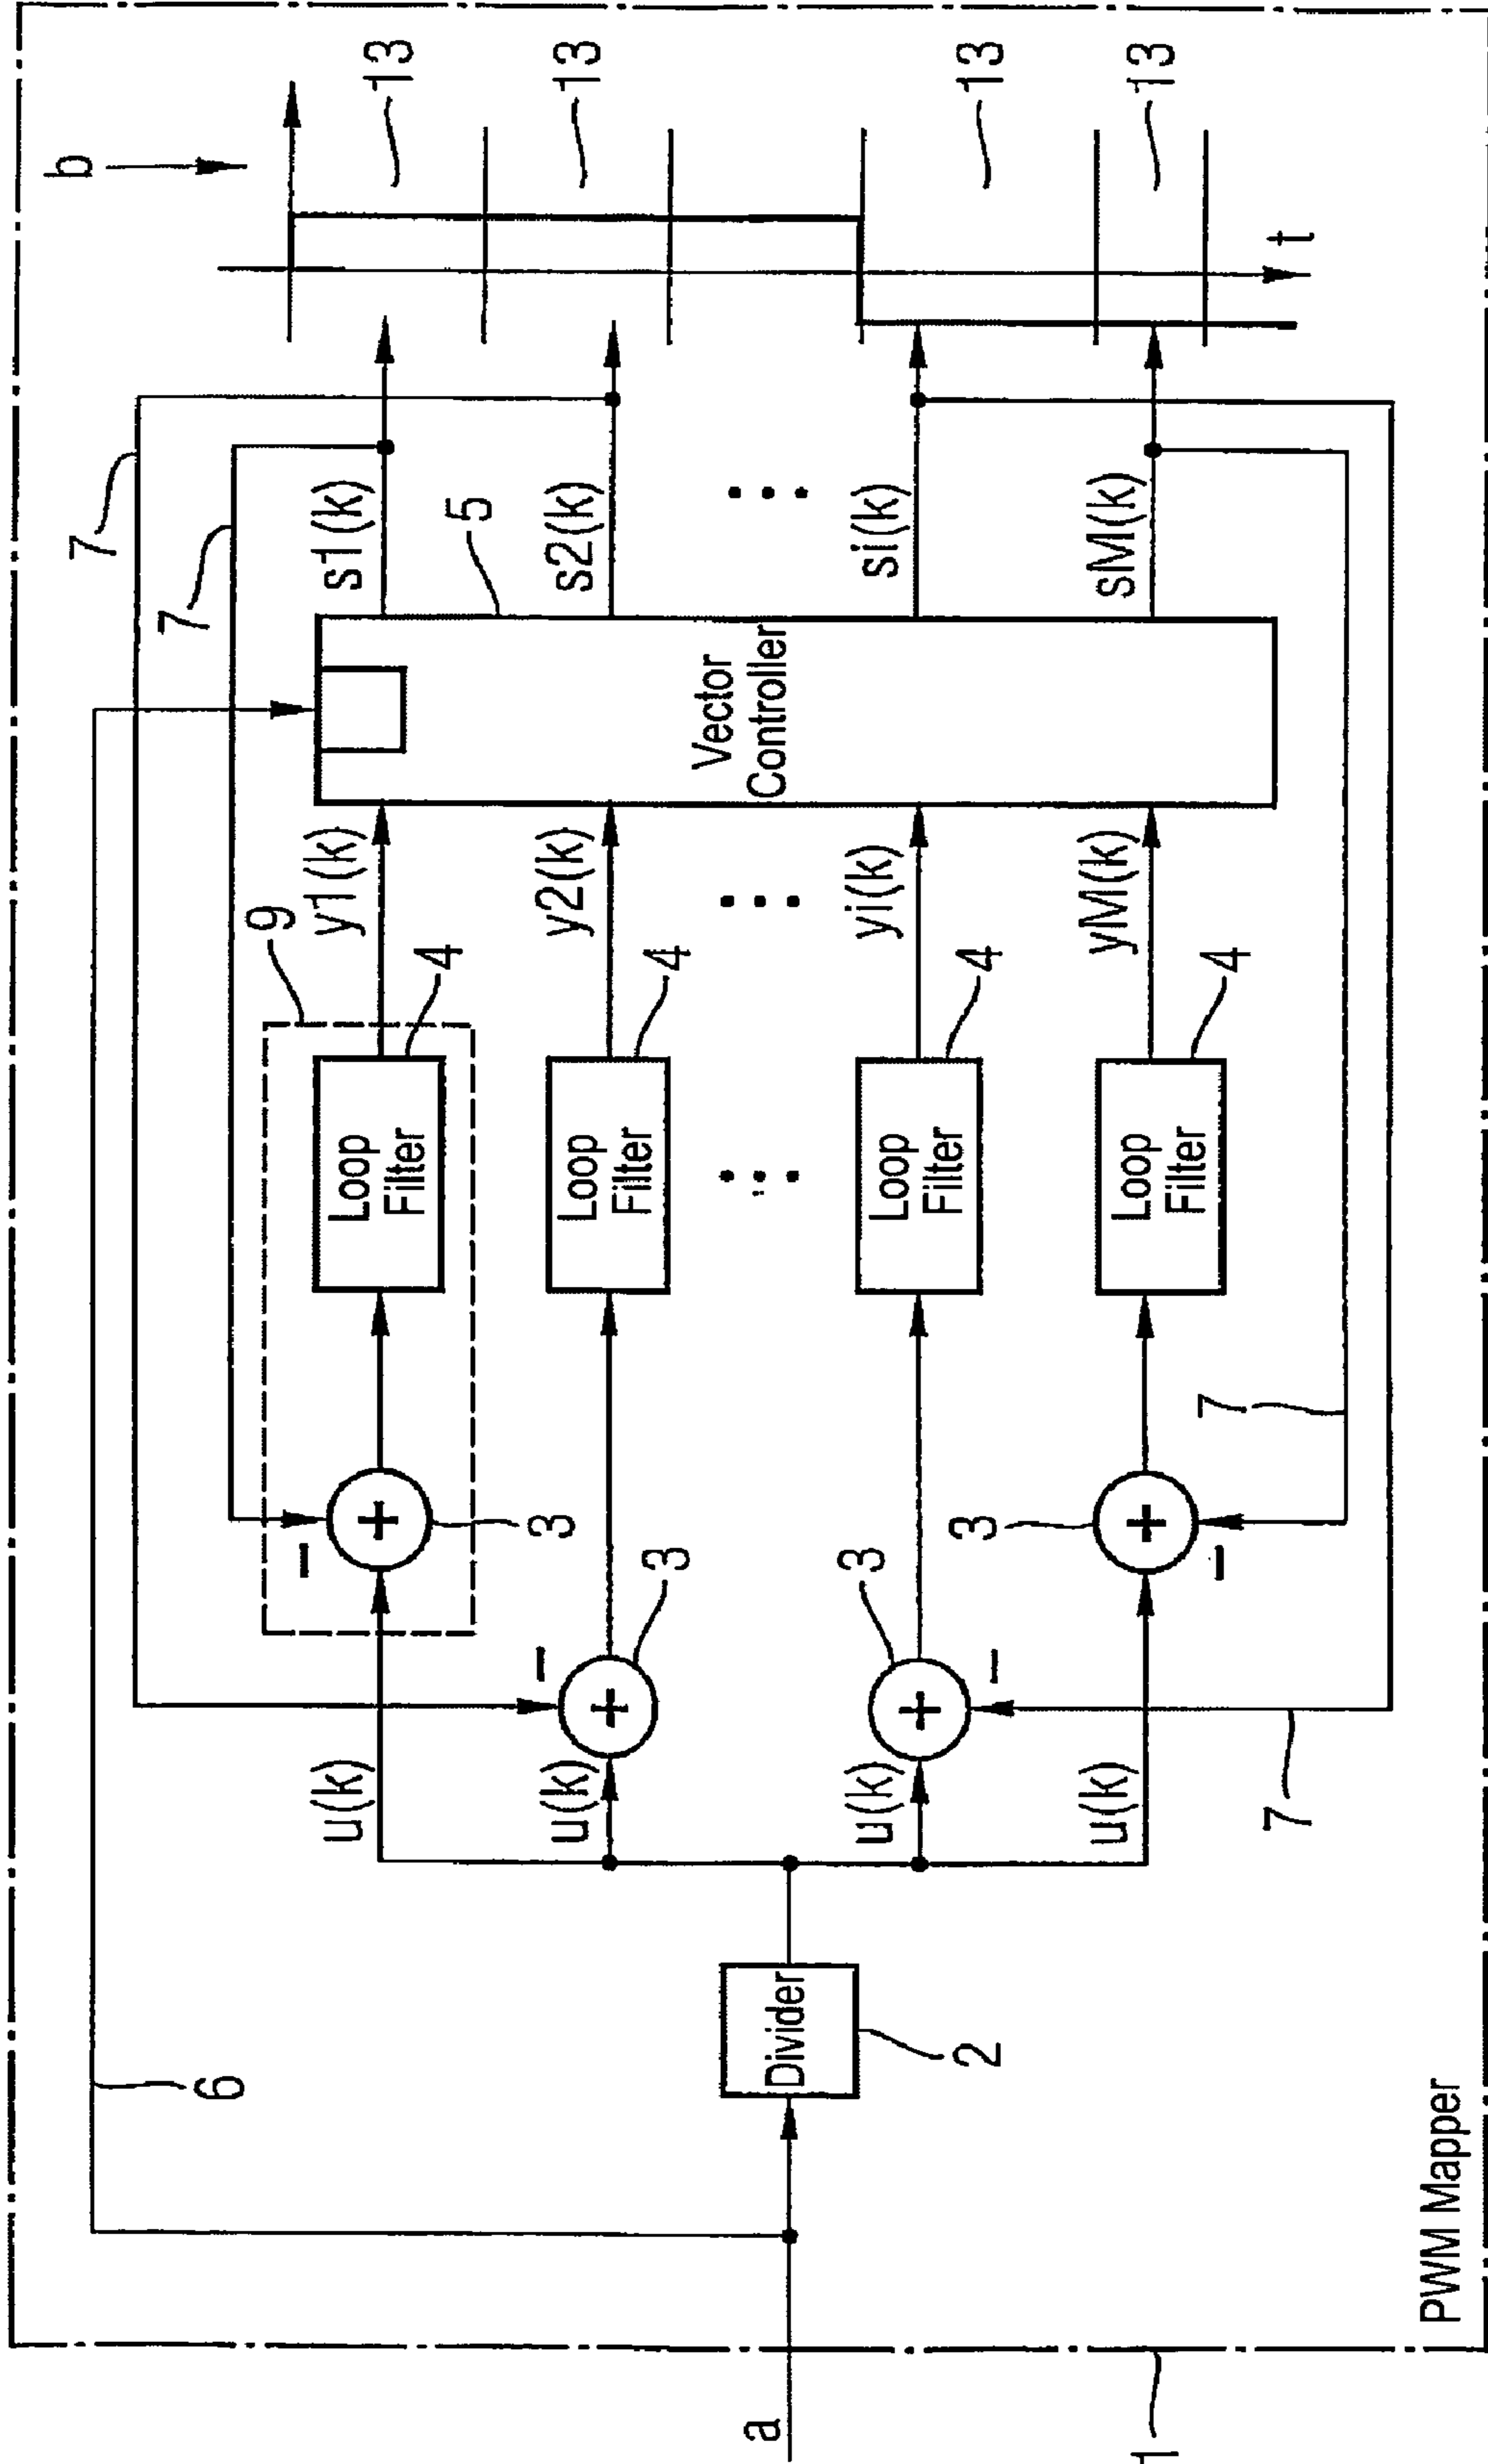 b
13
13
13
13
t
7
7
s1(k)
s2(k)
si(k)
sM(k)
5
Vector
Controller
y1(k)
y2(k)
yi(k)
yM(k)
9
4
4
4
4
Loop
Filter
Loop
Filter
Loop
Filter
Loop
Filter
+
−
3
+
−
3
+
−
3
+
−
3
7
7
u(k)
u(k)
u(k)
u(k)
Divider
2
6
a
1
PWM Mapper